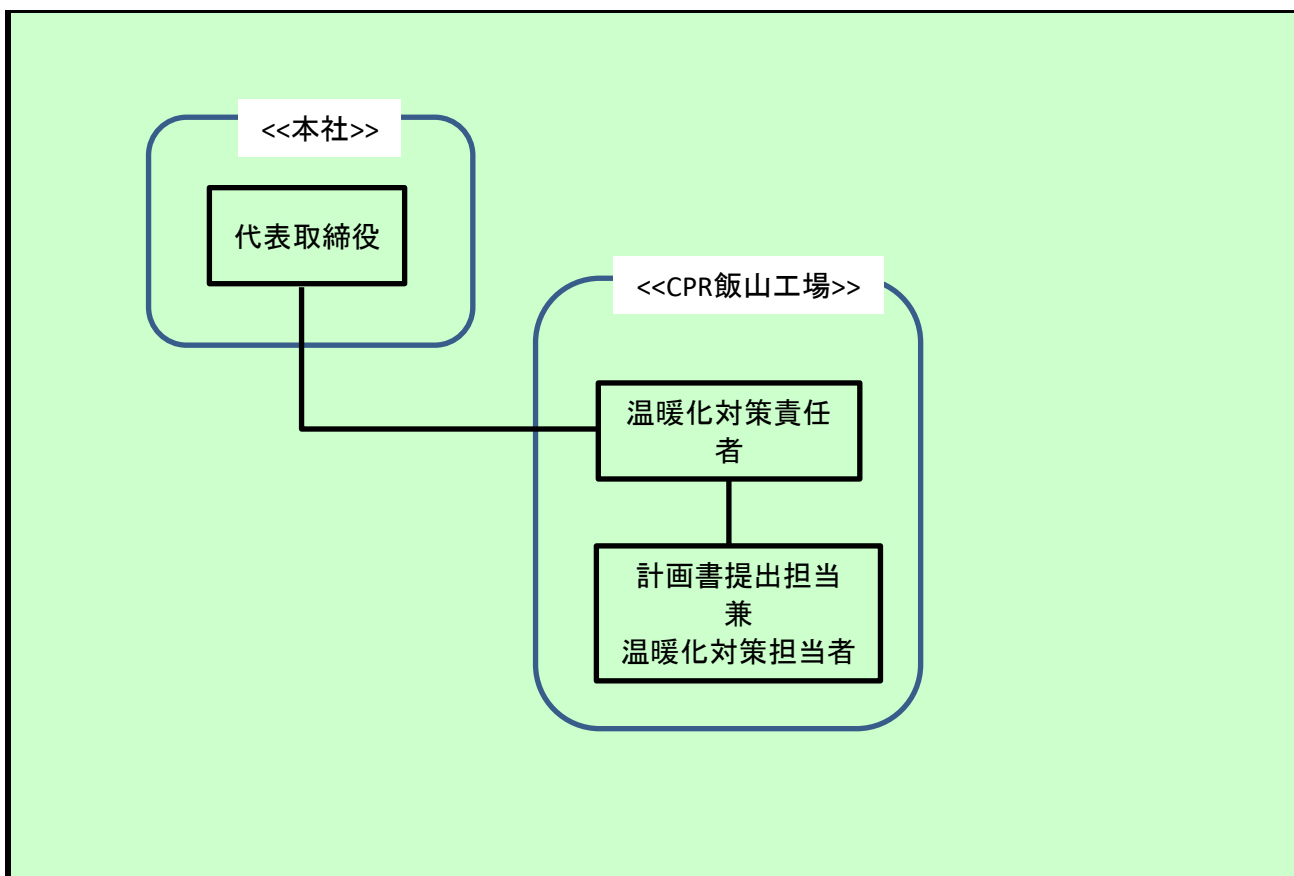 <<本社>>
代表取締役
<<CPR飯山工場>>
温暖化対策責任
者
計画書提出担当
兼
温暖化対策担当者